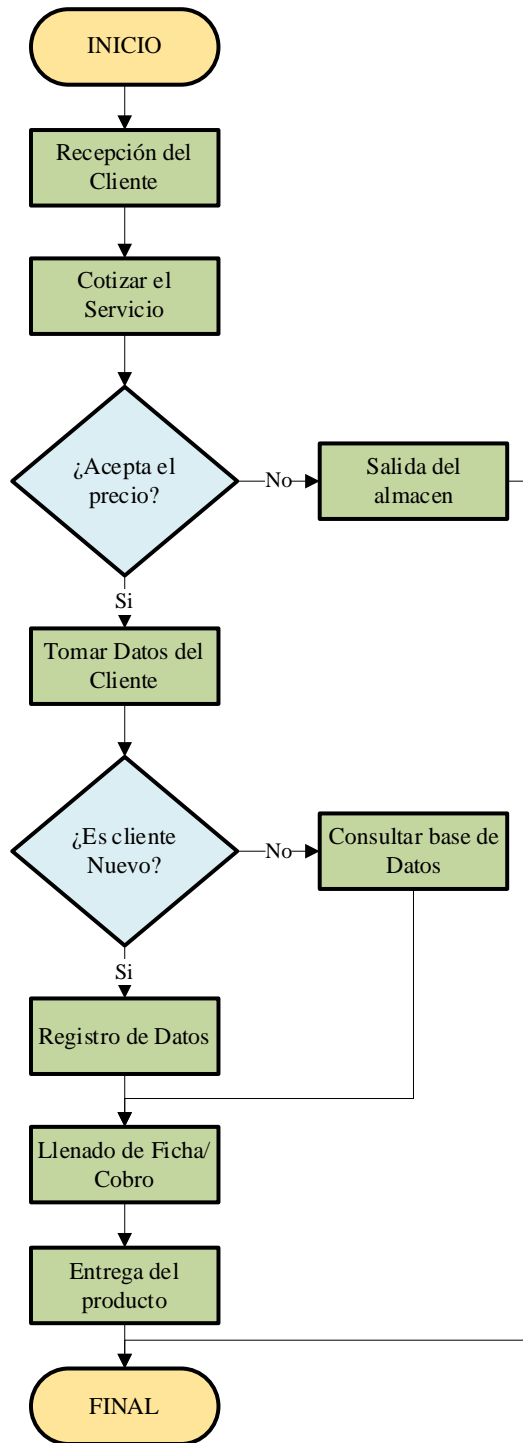 INICIO
Recepción del
Cliente
Cotizar el
Servicio
¿Acepta el
precio?
No
Salida del
almacen
Si
Tomar Datos del
Cliente
¿Es cliente
Nuevo?
No
Consultar base de
Datos
Si
Registro de Datos
Llenado de Ficha/
Cobro
Entrega del
producto
FINAL